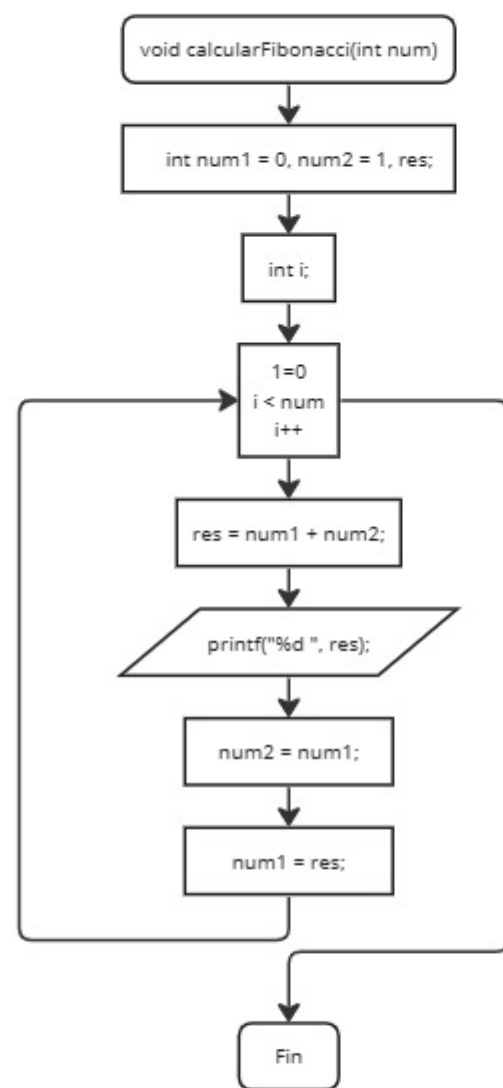 void calcularFibonacci(int num)
int num1 = 0, num2 = 1, res;
int i;
1=0
i < num
i++
res = num1 + num2;
printf("%d ", res);
num2 = num1;
num1 = res;
Fin